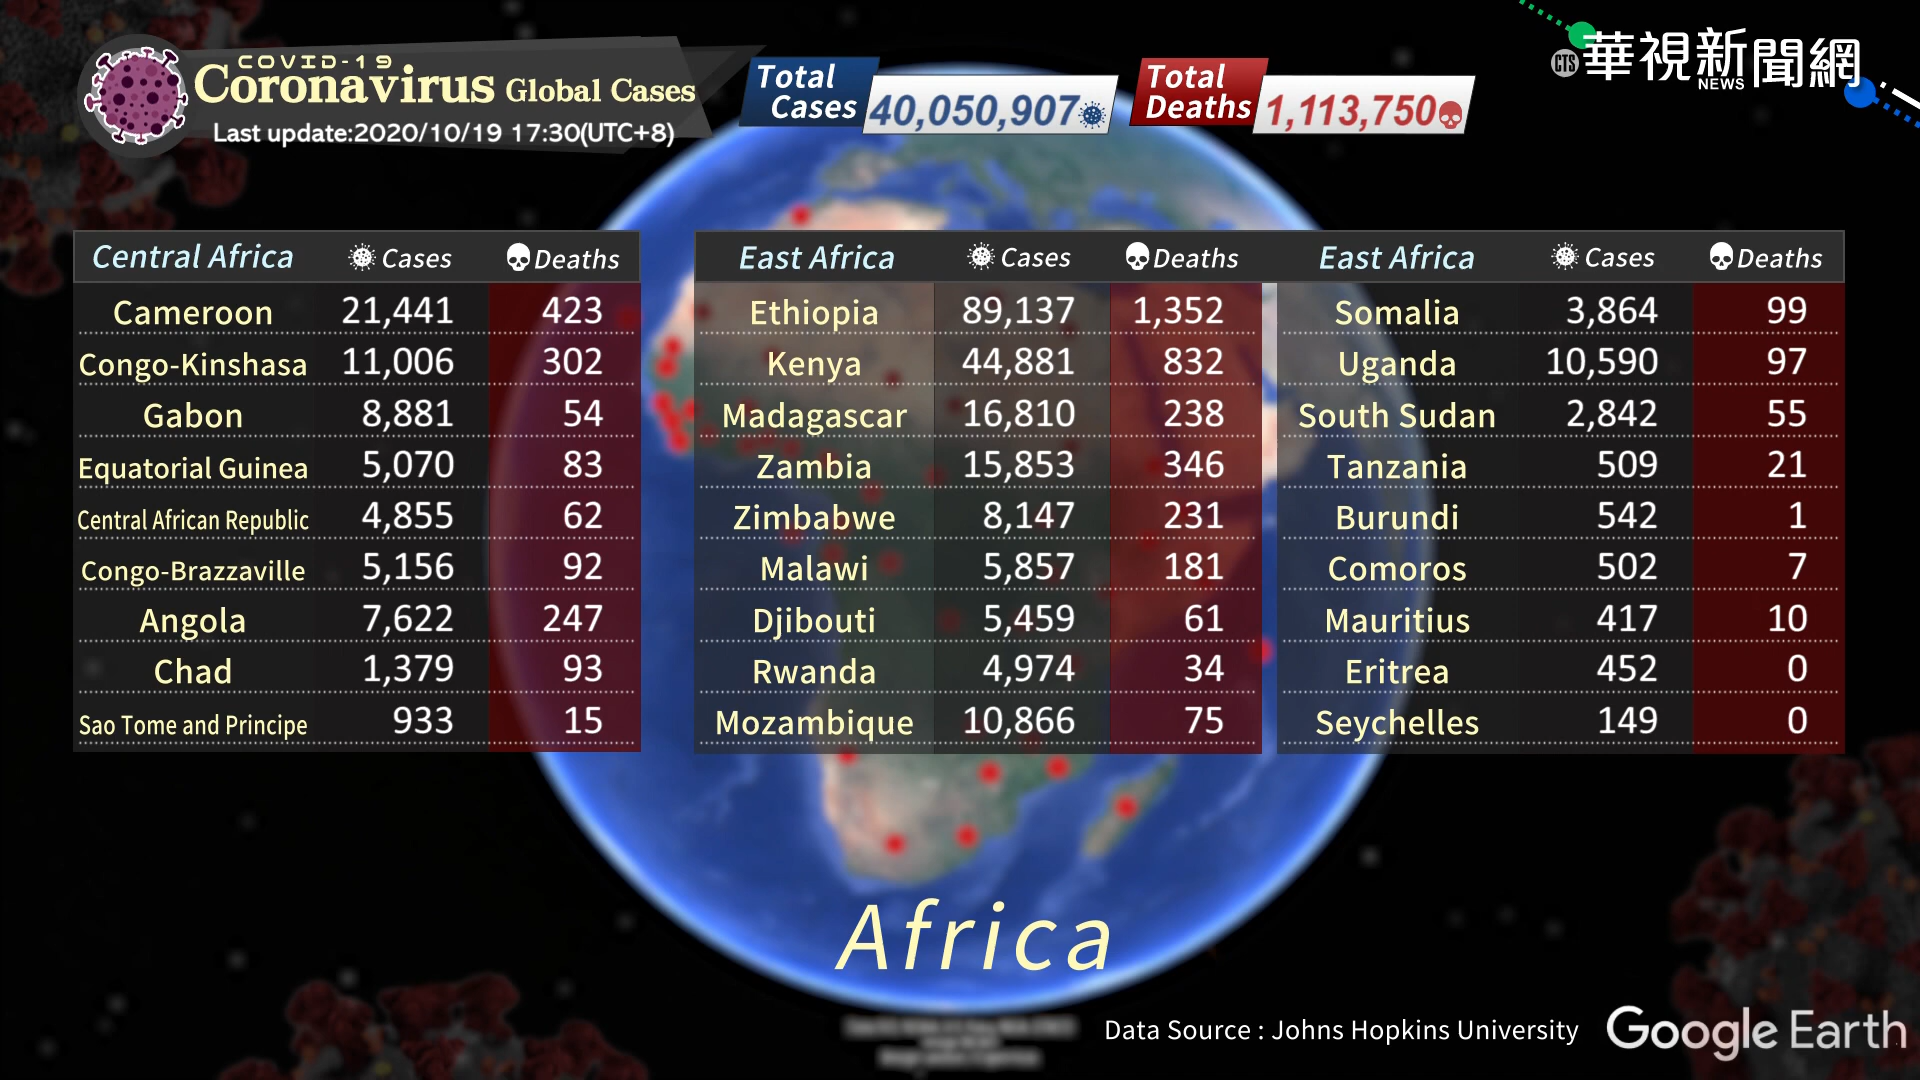 COVID-19
Coronavirus Global Cases
Last update:2020/10/19 17:30(UTC+8)
Total Cases 40,050,907
Total Deaths 1,113,750
CTS 華視新聞網
NEWS
Central Africa Cases Deaths
Cameroon 21,441 423
Congo-Kinshasa 11,006 302
Gabon 8,881 54
Equatorial Guinea 5,070 83
Central African Republic 4,855 62
Congo-Brazzaville 5,156 92
Angola 7,622 247
Chad 1,379 93
Sao Tome and Principe 933 15
East Africa Cases Deaths
Ethiopia 89,137 1,352
Kenya 44,881 832
Madagascar 16,810 238
Zambia 15,853 346
Zimbabwe 8,147 231
Malawi 5,857 181
Djibouti 5,459 61
Rwanda 4,974 34
Mozambique 10,866 75
East Africa Cases Deaths
Somalia 3,864 99
Uganda 10,590 97
South Sudan 2,842 55
Tanzania 509 21
Burundi 542 1
Comoros 502 7
Mauritius 417 10
Eritrea 452 0
Seychelles 149 0
Africa
Data Source : Johns Hopkins University
Google Earth